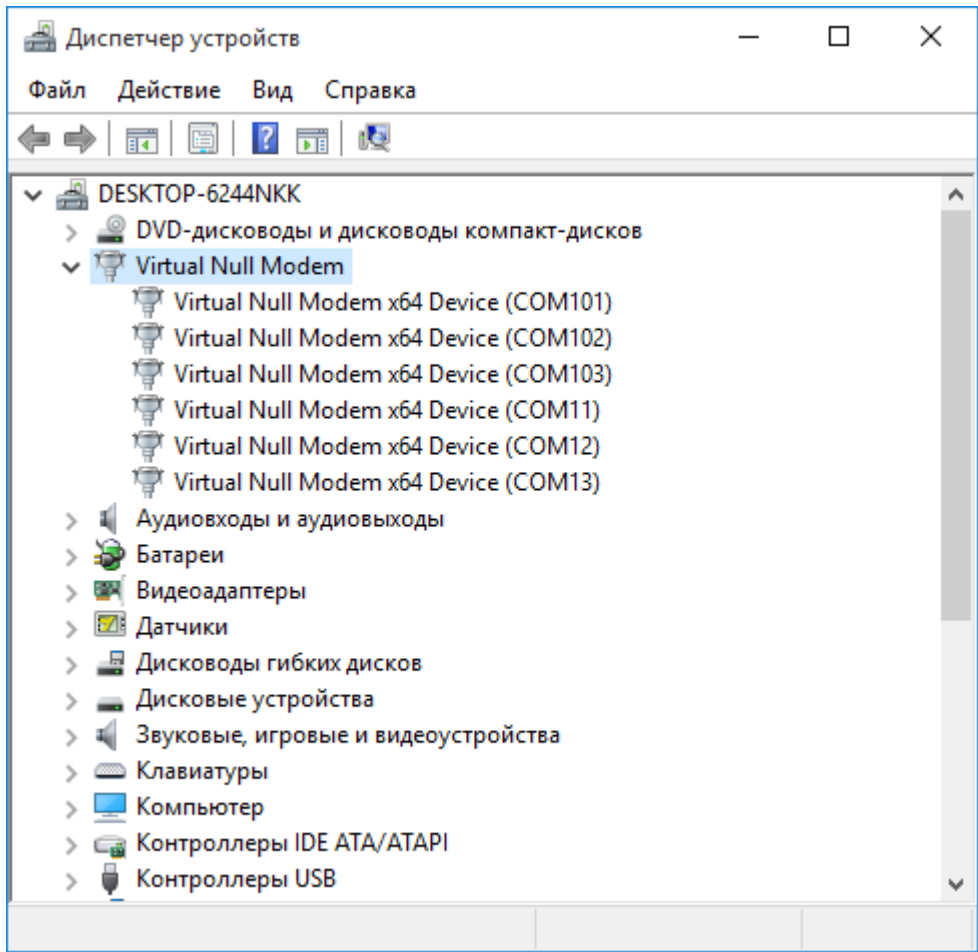 Диспетчер устройств
Файл Действие Вид Справка
DESKTOP-6244NKK
DVD-дисководы и дисководы компакт-дисков
Virtual Null Modem
Virtual Null Modem x64 Device (COM101)
Virtual Null Modem x64 Device (COM102)
Virtual Null Modem x64 Device (COM103)
Virtual Null Modem x64 Device (COM11)
Virtual Null Modem x64 Device (COM12)
Virtual Null Modem x64 Device (COM13)
Аудиовходы и аудиовыходы
Батареи
Видеоадаптеры
Датчики
Дисководы гибких дисков
Дисковые устройства
Звуковые, игровые и видеоустройства
Клавиатуры
Компьютер
Контроллеры IDE ATA/ATAPI
Контроллеры USB